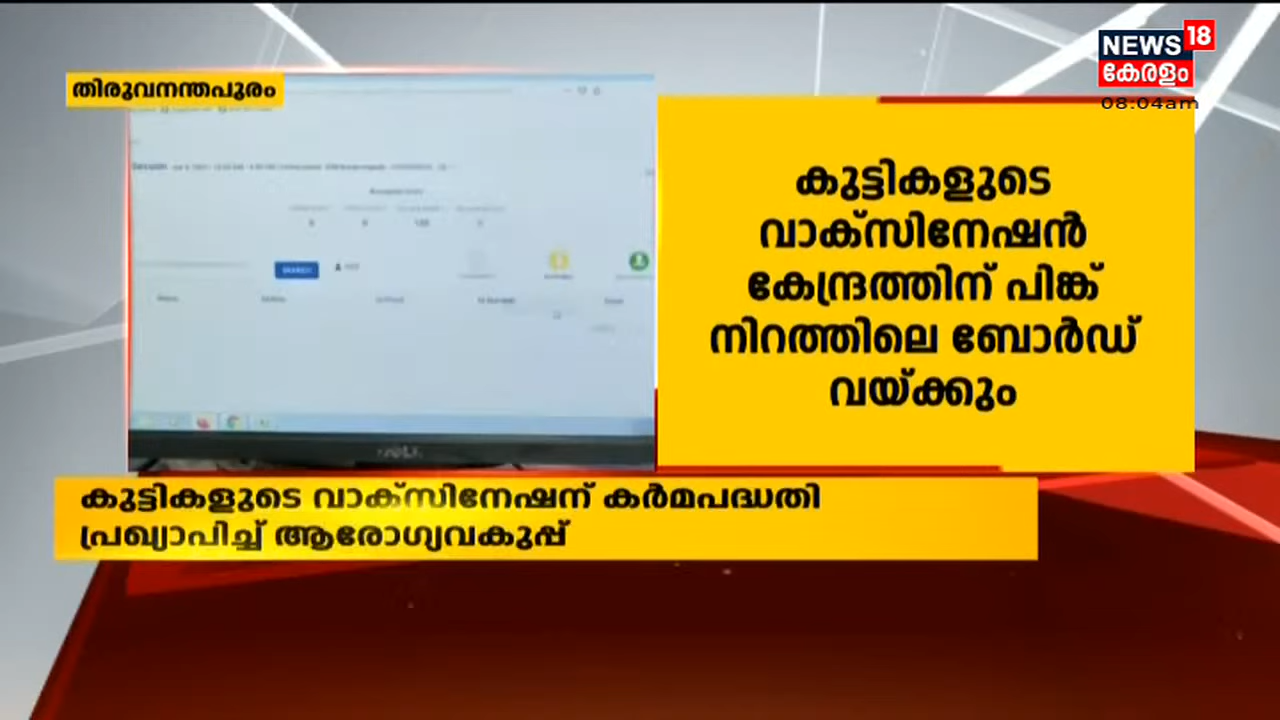 തിരുവനന്തപുരം
NEWS 18
കേരളം
08:04am
കുട്ടികളുടെ
വാക്സിനേഷൻ
കേന്ദ്രത്തിന് പിങ്ക്
നിറത്തിലെ ബോർഡ്
വയ്ക്കും
SEARCH
കുട്ടികളുടെ വാക്സിനേഷന് കർമപദ്ധതി
പ്രഖ്യാപിച്ച് ആരോഗ്യവകുപ്പ്